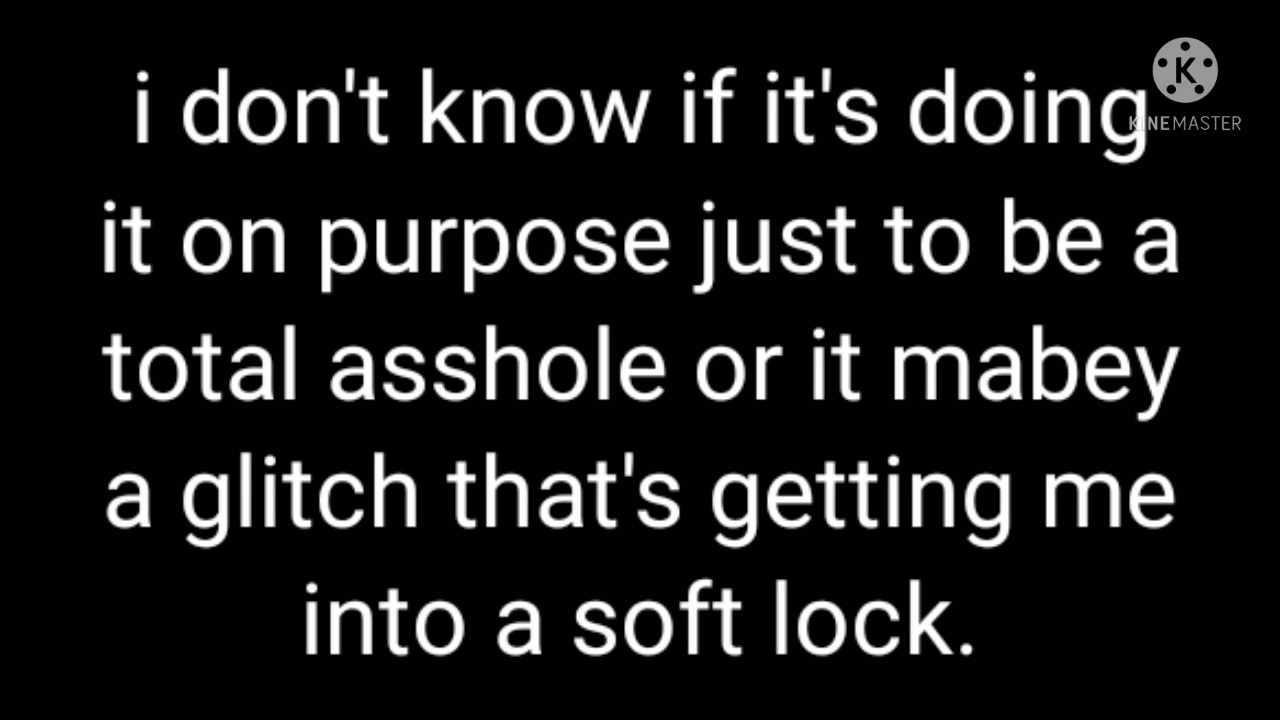 i don't know if it's doing
KINEMASTER
it on purpose just to be a
total asshole or it mabey
a glitch that's getting me
into a soft lock.